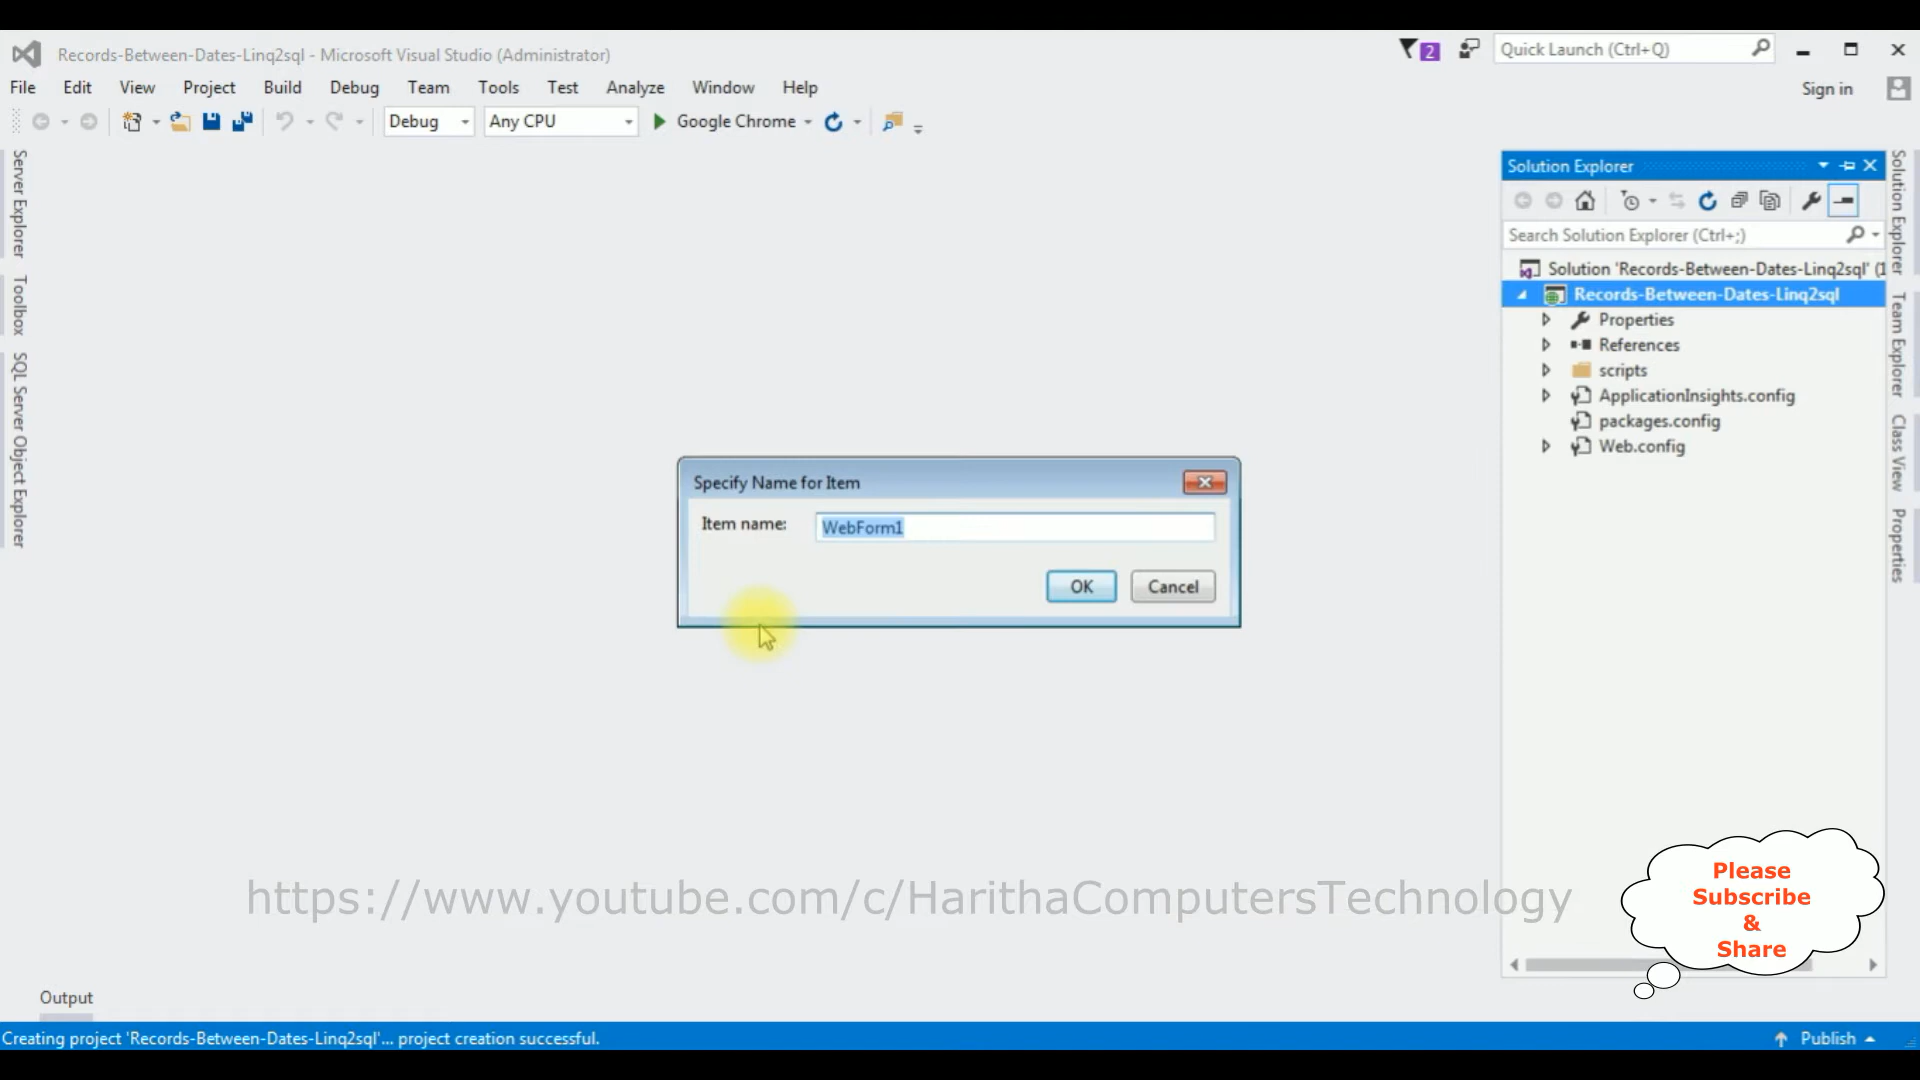 Records-Between-Dates-Linq2sql - Microsoft Visual Studio (Administrator)
2
Quick Launch (Ctrl+Q)
File Edit View Project Build Debug Team Tools Test Analyze Window Help
Sign in
Debug Any CPU Google Chrome
Server Explorer
Toolbox
SQL Server Object Explorer
Solution Explorer
Search Solution Explorer (Ctrl+;)
Solution 'Records-Between-Dates-Linq2sql' (1
Records-Between-Dates-Linq2sql
Properties
References
scripts
ApplicationInsights.config
packages.config
Web.config
Solution Explorer
Team Explorer
Class View
Properties
Specify Name for Item
Item name: WebForm1
OK Cancel
https://www.youtube.com/c/HarithaComputersTechnology
Please
Subscribe
&
Share
Output
Creating project 'Records-Between-Dates-Linq2sql'... project creation successful.
Publish